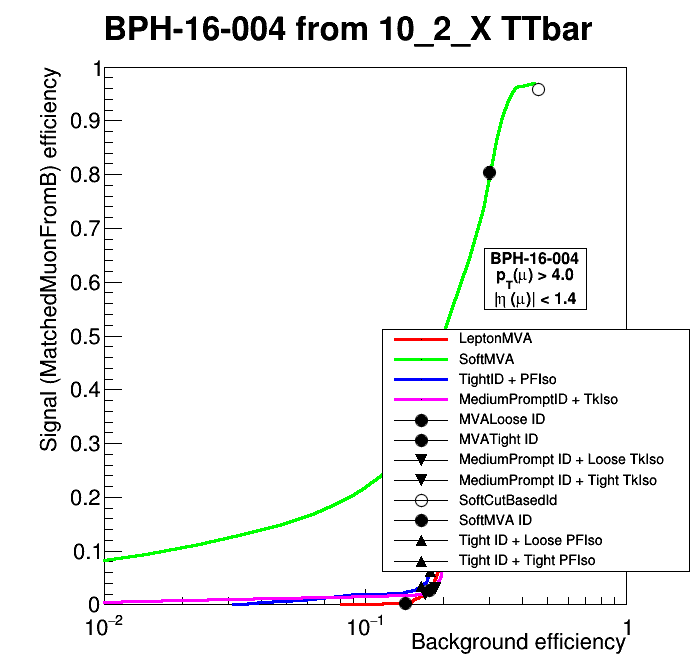 BPH-16-004 from 10_2_X TTbar
Signal (MatchedMuonFromB) efficiency
1
0.9
0.8
0.7
0.6
0.5
0.4
0.3
0.2
0.1
0
10⁻²
10⁻¹
1
Background efficiency
BPH-16-004
p_T(μ) > 4.0
|η (μ)| < 1.4
LeptonMVA
SoftMVA
TightID + PFIso
MediumPromptID + TkIso
MVALoose ID
MVATight ID
MediumPrompt ID + Loose TkIso
MediumPrompt ID + Tight TkIso
SoftCutBasedId
SoftMVA ID
Tight ID + Loose PFIso
Tight ID + Tight PFIso